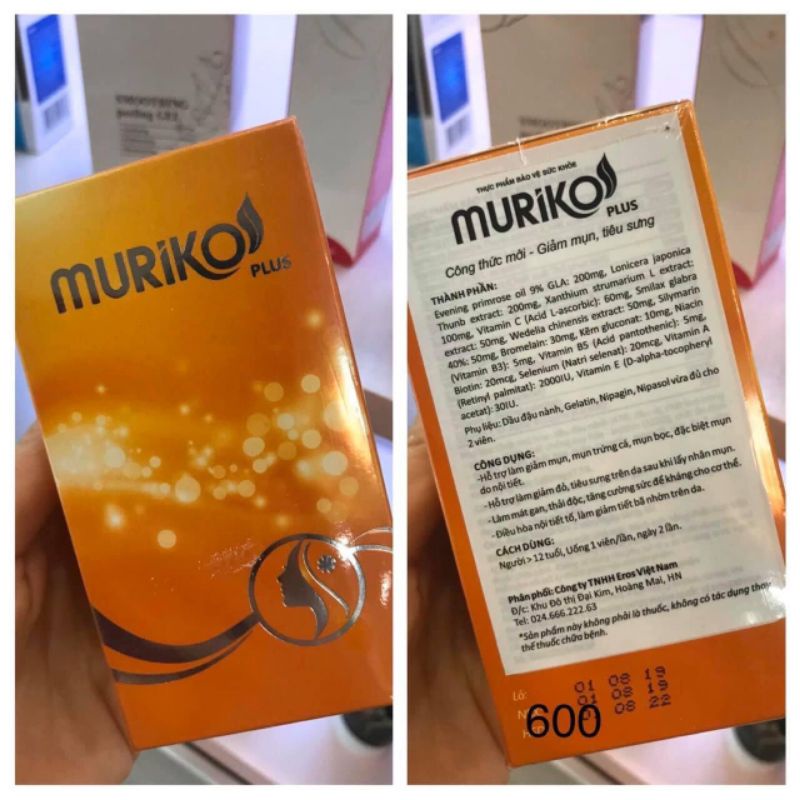 SMOOTHING
peeling GEL
MURIKO
PLUS
SMOOTHING
THỰC PHẨM BẢO VỆ SỨC KHỎE
MURIKO
PLUS
Công thức mới - Giảm mụn, tiêu sưng
THÀNH PHẦN:
Evening primrose oil 9% GLA: 200mg, Lonicera japonica
Thunb extract: 200mg, Xanthium strumarium L extract:
100mg, Vitamin C (Acid L-ascorbic): 60mg, Smilax glabra
extract: 50mg, Wedelia chinensis extract: 50mg, Silymarin
40%: 50mg, Bromelain: 30mg, Kẽm gluconat: 10mg, Niacin
(Vitamin B3): 5mg, Vitamin B5 (Acid pantothenic): 5mg,
Biotin: 20mcg, Selenium (Natri selenat): 20mcg, Vitamin A
(Retinyl palmitat): 2000IU, Vitamin E (D-alpha-tocopheryl
acetat): 30IU.
Phụ liệu: Dầu đậu nành, Gelatin, Nipagin, Nipasol vừa đủ cho
2 viên.
CÔNG DỤNG:
-Hỗ trợ làm giảm mụn, mụn trứng cá, mụn bọc, đặc biệt mụn
do nội tiết.
-Hỗ trợ làm giảm đỏ, tiêu sưng trên da sau khi lấy nhân mụn.
-Làm mát gan, thải độc, tăng cường sức đề kháng cho cơ thể.
-Điều hòa nội tiết tố, làm giảm tiết bã nhờn trên da.
CÁCH DÙNG:
Người > 12 tuổi, Uống 1 viên/lần, ngày 2 lần.
Phân phối: Công ty TNHH Eros Việt Nam
Đ/c: Khu Đô thị Đại Kim, Hoàng Mai, HN
Tel: 024.666.222.63
*Sản phẩm này không phải là thuốc, không có tác dụng thay
thế thuốc chữa bệnh.
Lô: 01 08 19
01 08 19
08 22
600